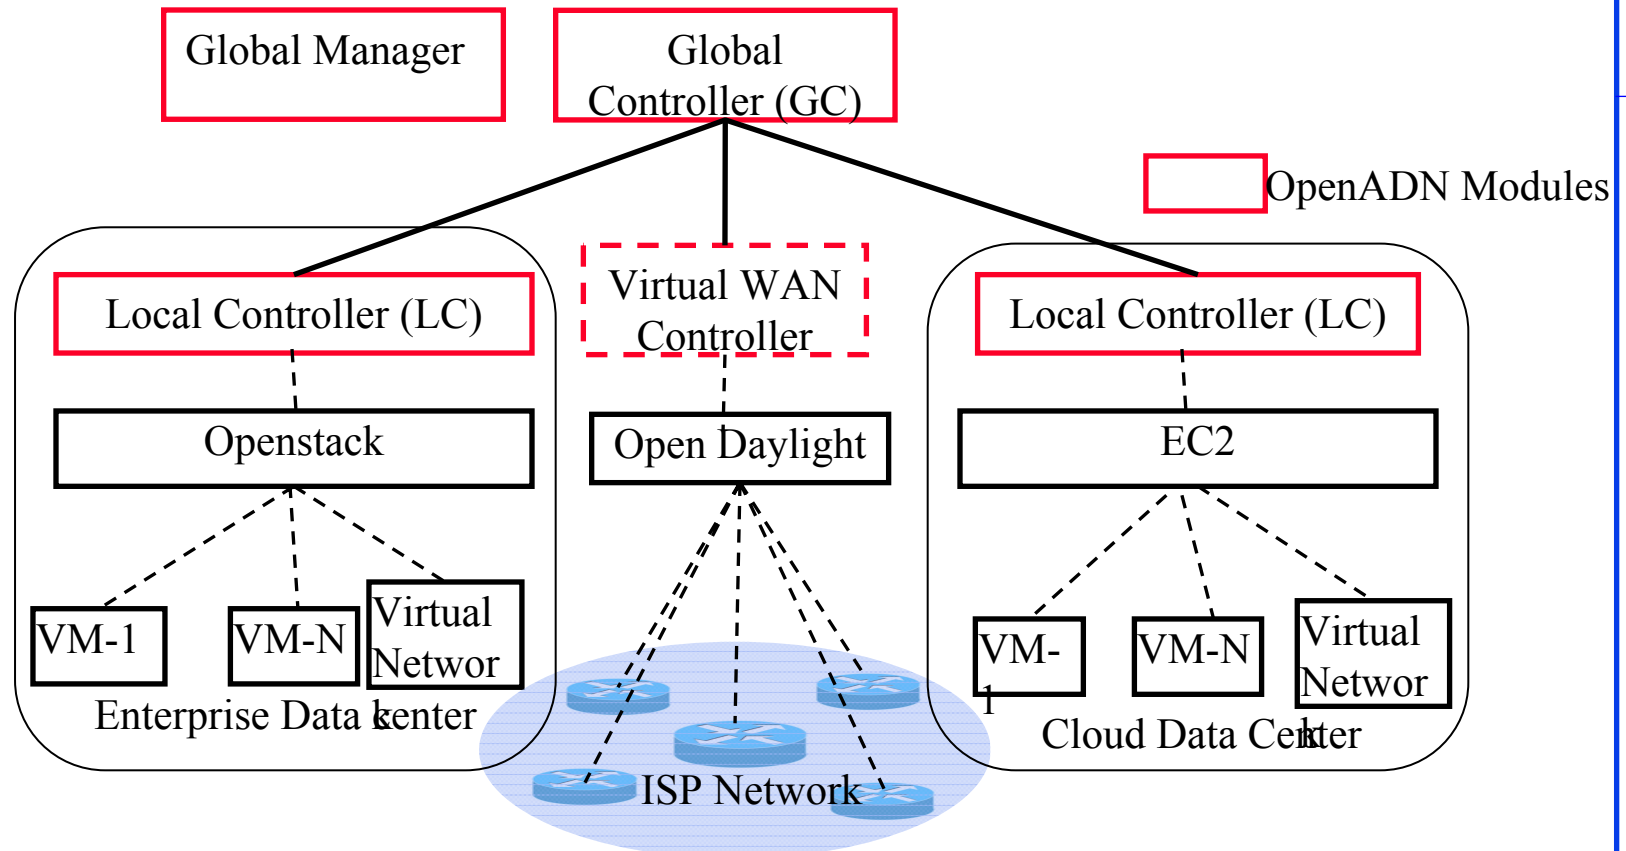 Global Manager
Global
Controller (GC)
OpenADN Modules
Local Controller (LC)
Virtual WAN
Controller
Local Controller (LC)
Openstack
Open Daylight
EC2
VM-1
VM-N
Virtual
Networ
k
Enterprise Data center
ISP Network
VM-
1
VM-N
Virtual
Networ
k
Cloud Data Center